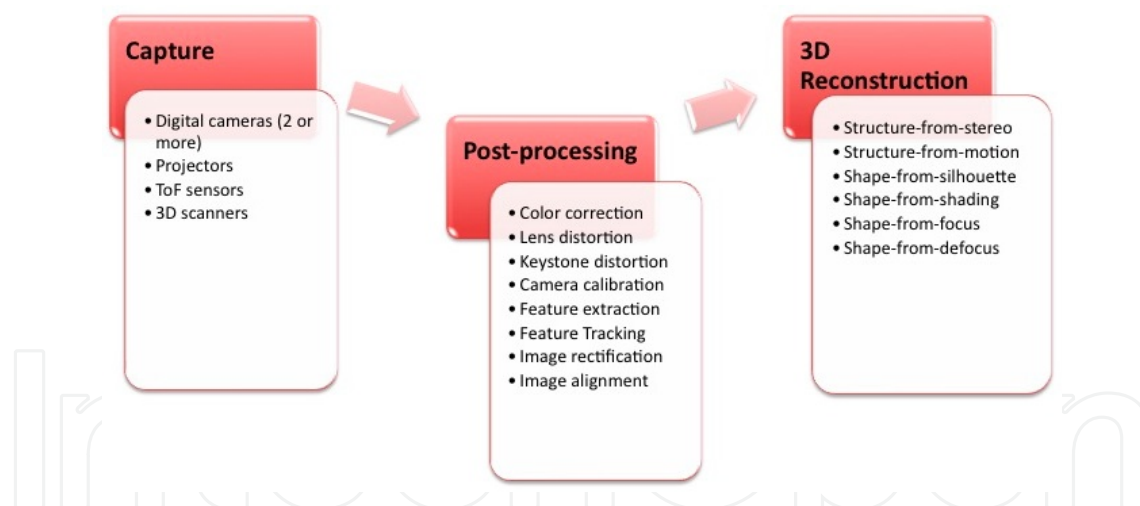 Capture
• Digital cameras (2 or
more)
• Projectors
• ToF sensors
• 3D scanners
Post-processing
• Color correction
• Lens distortion
• Keystone distortion
• Camera calibration
• Feature extraction
• Feature Tracking
• Image rectification
• Image alignment
3D
Reconstruction
• Structure-from-stereo
• Structure-from-motion
• Shape-from-silhouette
• Shape-from-shading
• Shape-from-focus
• Shape-from-defocus